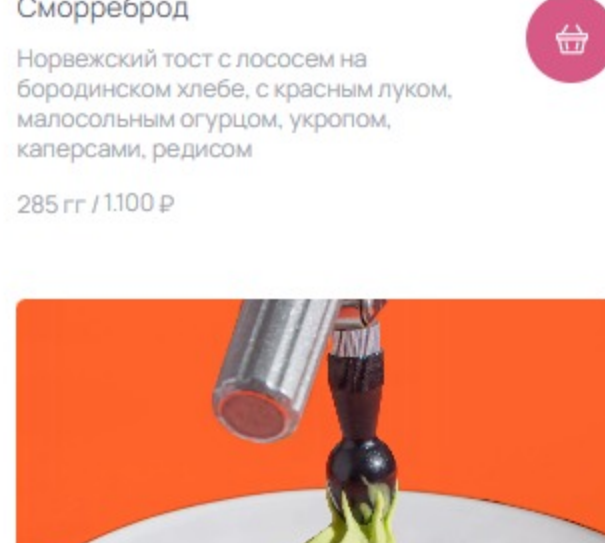 Сморреброд
Норвежский тост с лососем на
бородинском хлебе, с красным луком,
малосольным огурцом, укропом,
каперсами, редисом
285 гг / 1.100 ₽